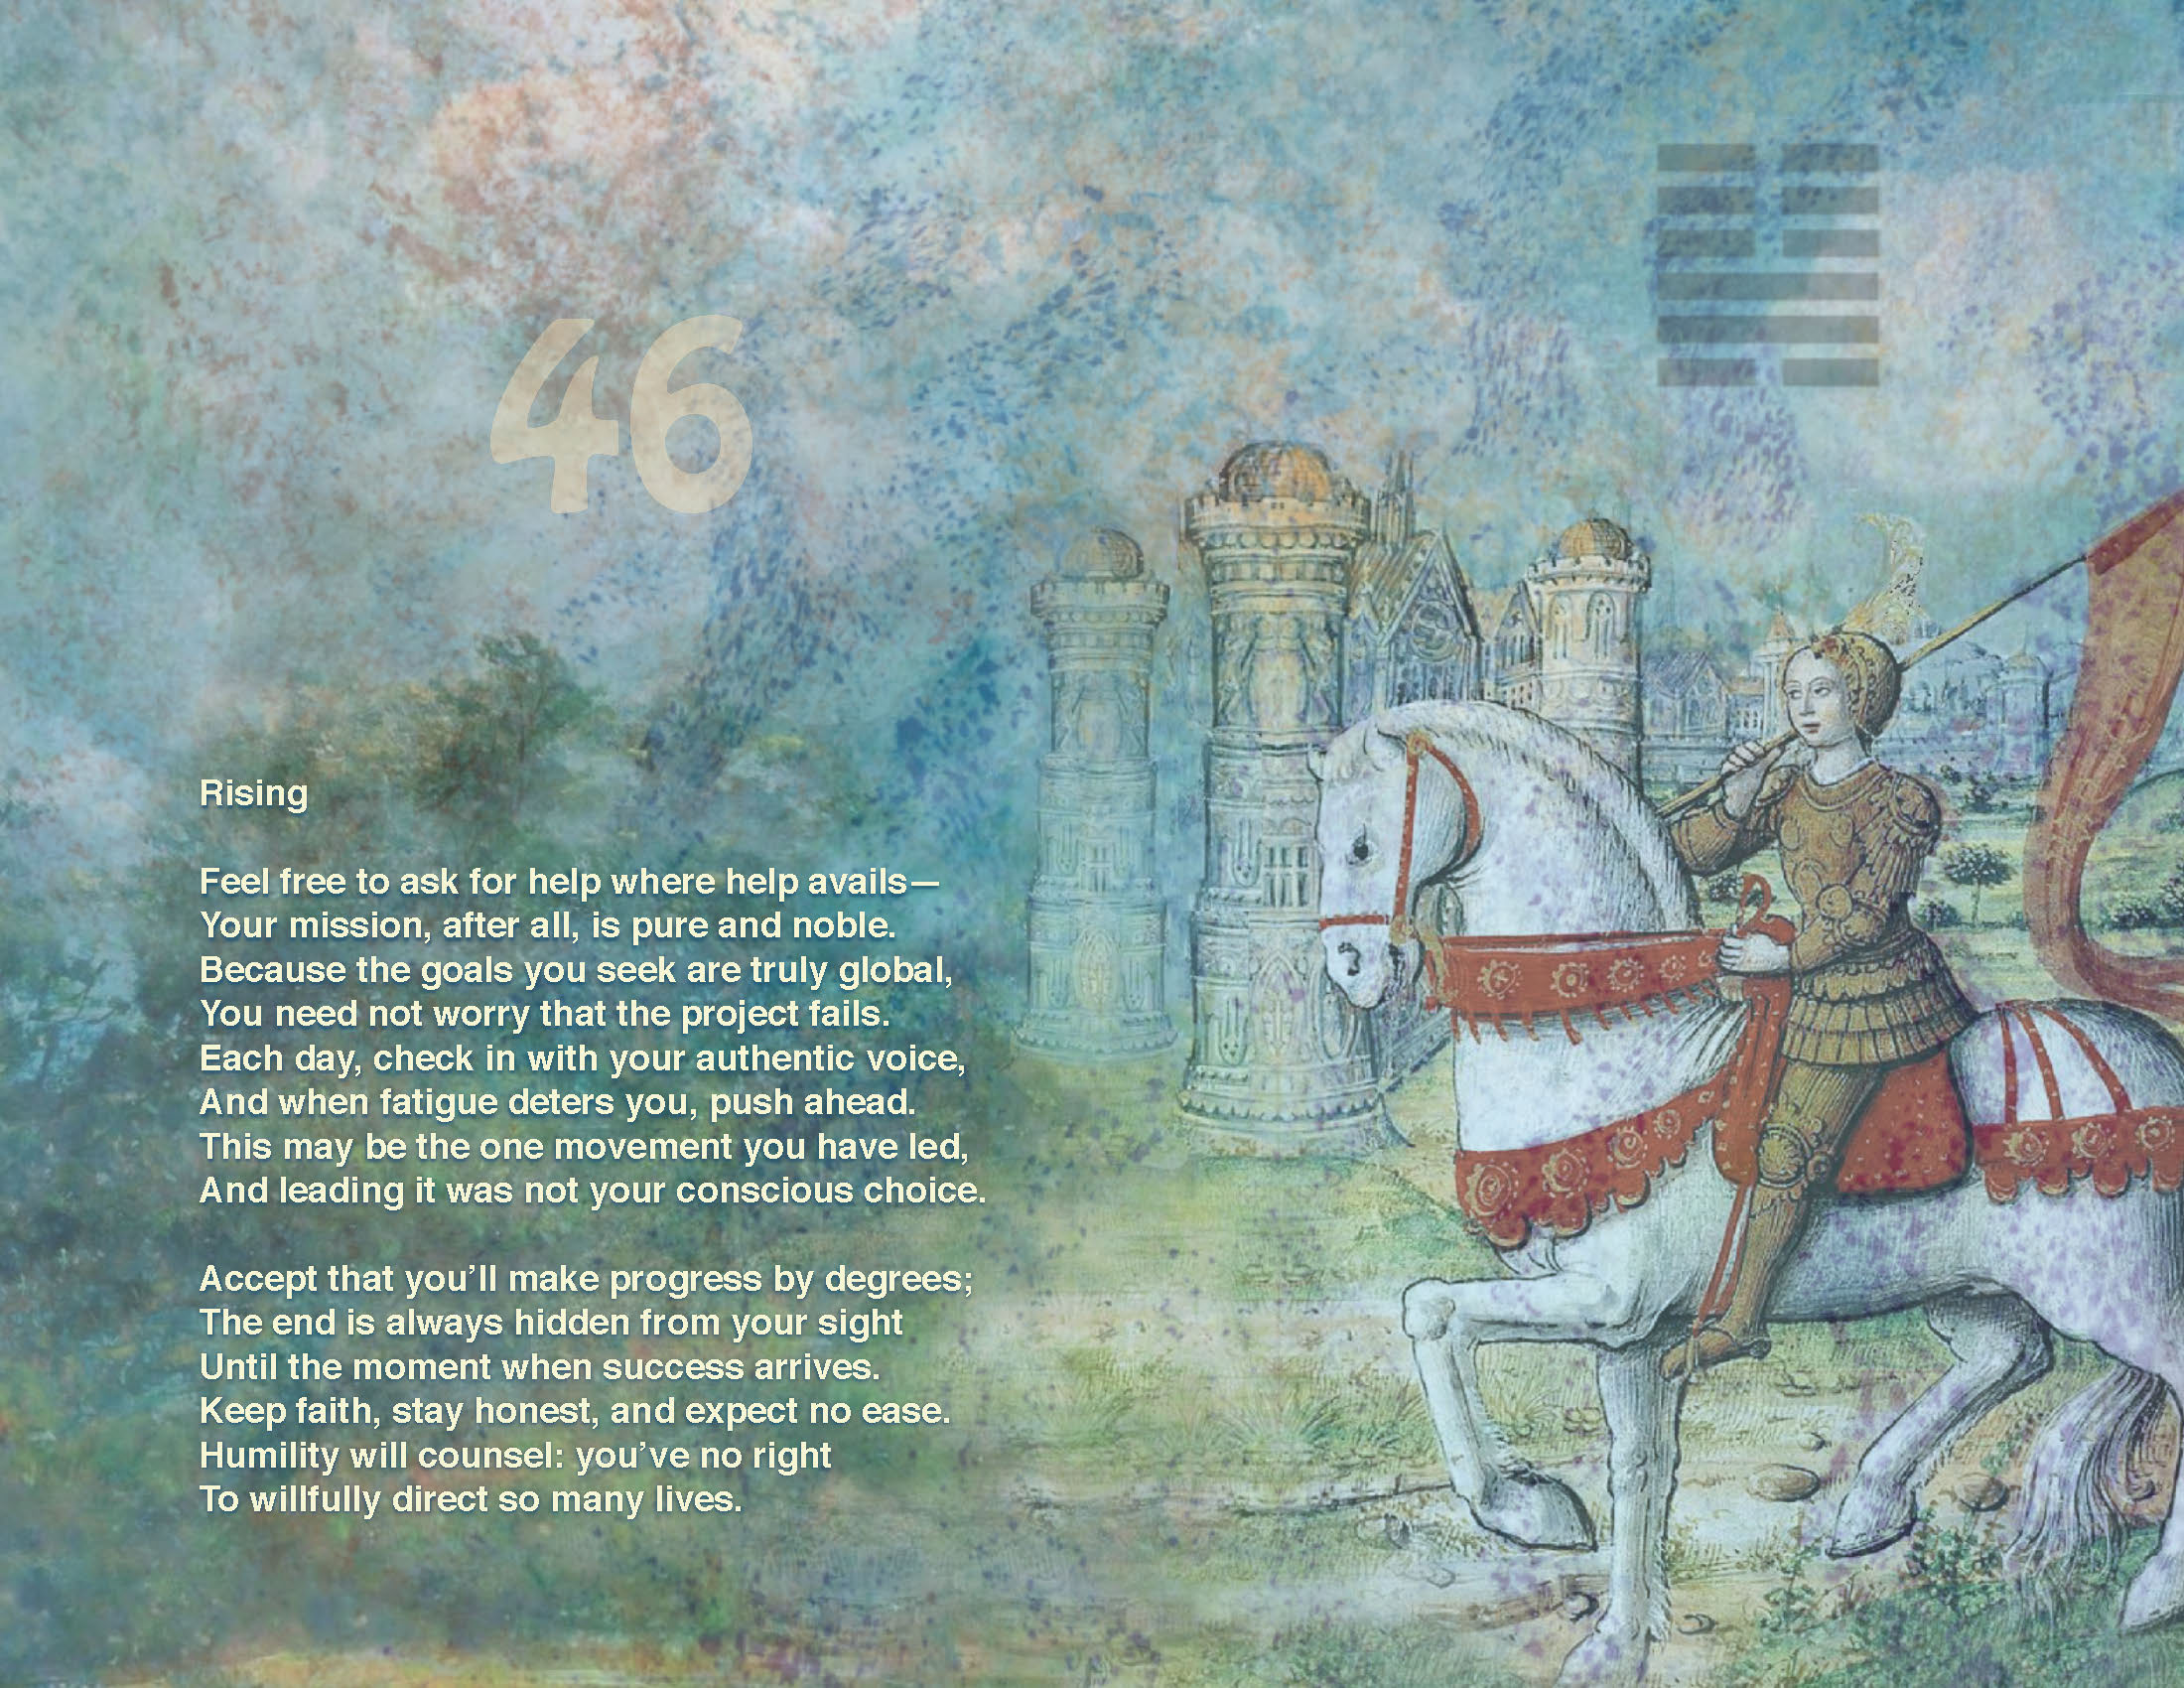 46
Rising
Feel free to ask for help where help avails—
Your mission, after all, is pure and noble.
Because the goals you seek are truly global,
You need not worry that the project fails.
Each day, check in with your authentic voice,
And when fatigue deters you, push ahead.
This may be the one movement you have led,
And leading it was not your conscious choice.
Accept that you’ll make progress by degrees;
The end is always hidden from your sight
Until the moment when success arrives.
Keep faith, stay honest, and expect no ease.
Humility will counsel: you’ve no right
To willfully direct so many lives.